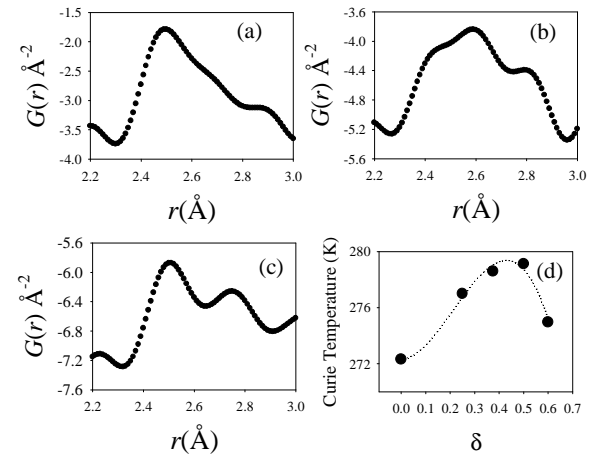 (a)
G(r) Å⁻²
-1.5
-2.0
-2.5
-3.0
-3.5
-4.0
2.2 2.4 2.6 2.8 3.0
r(Å)
(b)
G(r) Å⁻²
-3.2
-4.0
-4.8
-5.6
2.2 2.4 2.6 2.8 3.0
r(Å)
(c)
G(r) Å⁻²
-5.6
-6.0
-6.4
-6.8
-7.2
-7.6
2.2 2.4 2.6 2.8 3.0
r(Å)
(d)
Curie Temperature (K)
280
276
272
0.0 0.1 0.2 0.3 0.4 0.5 0.6 0.7
δ